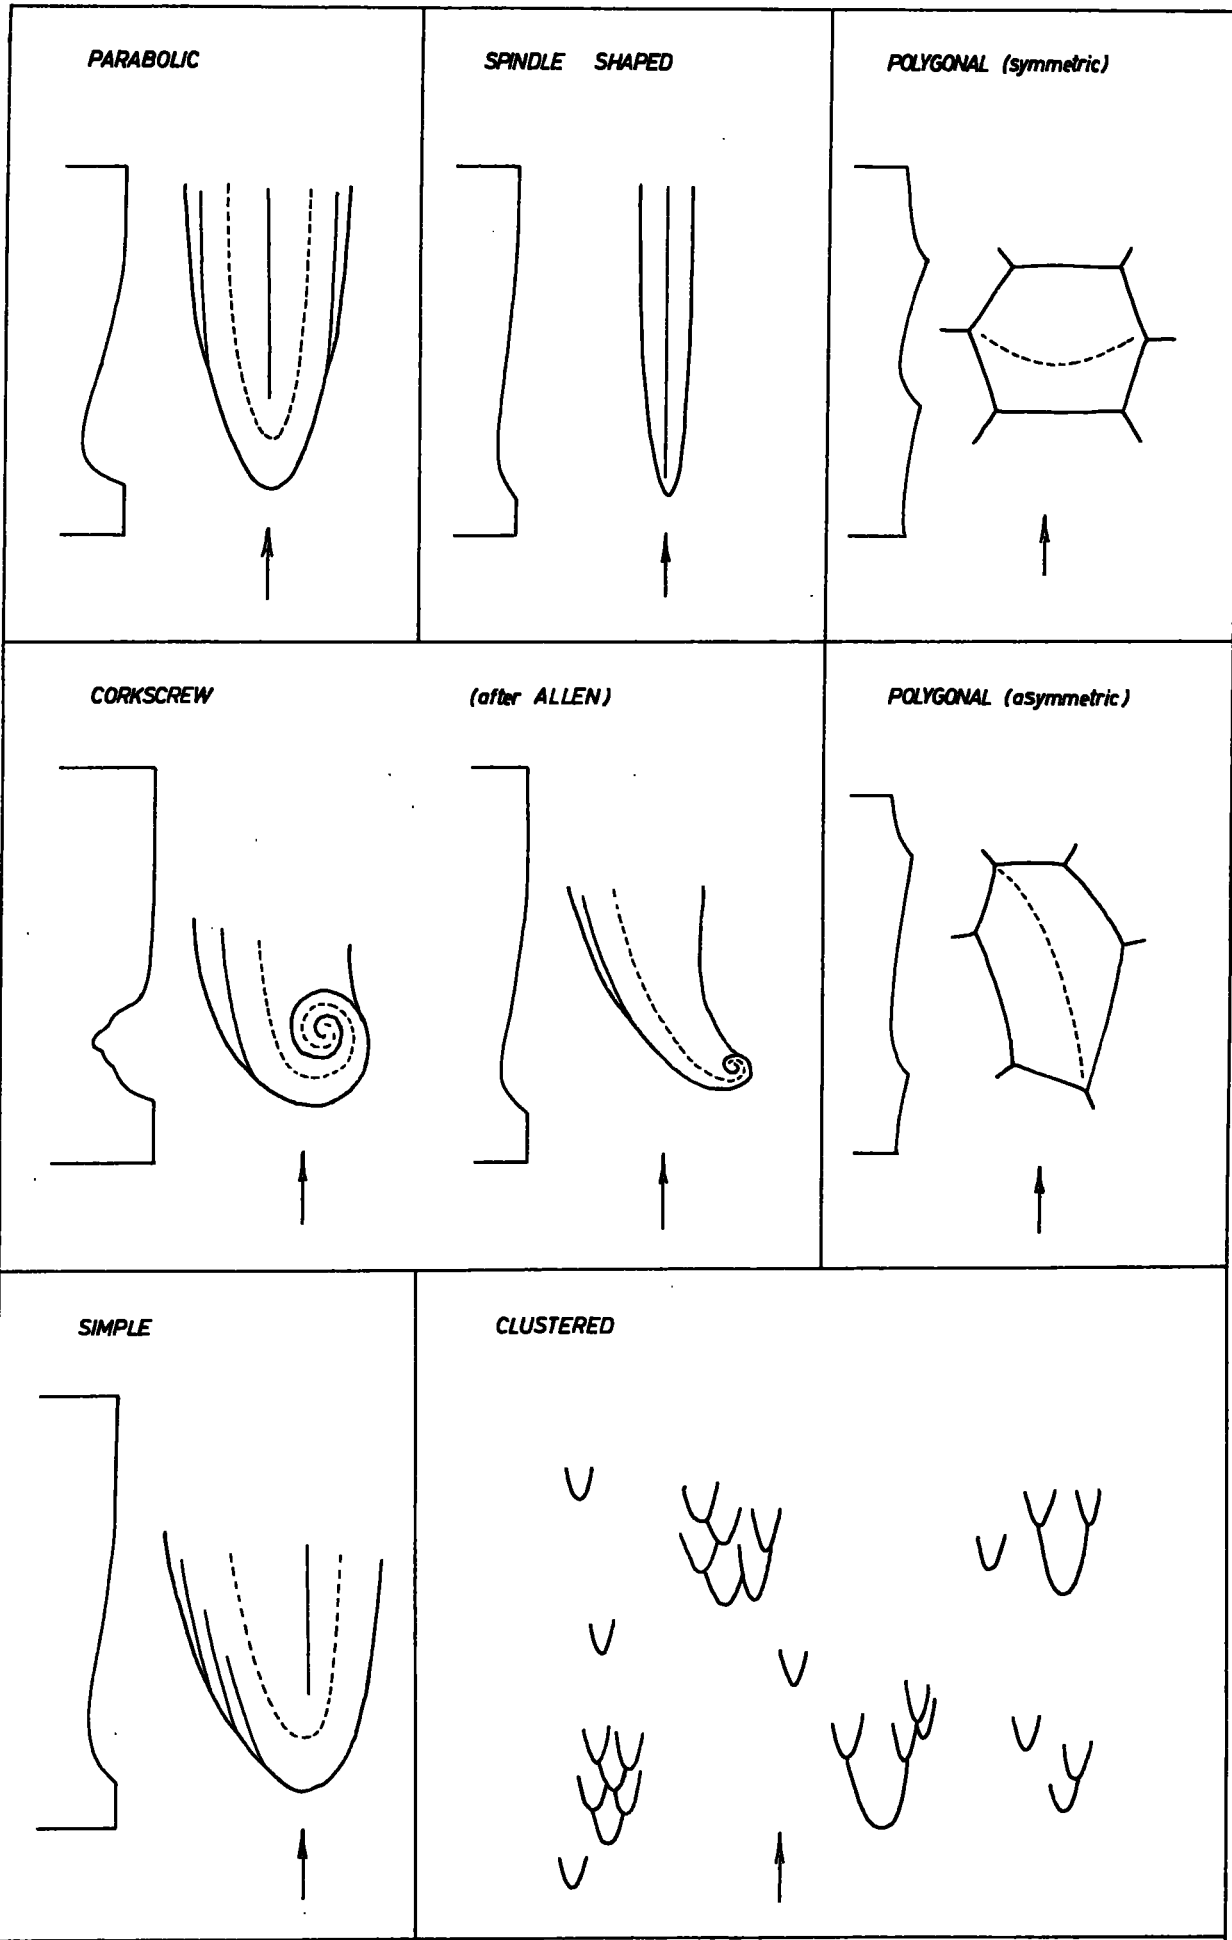 PARABOLIC
SPINDLE SHAPED
POLYGONAL (symmetric)
CORKSCREW
(after ALLEN)
POLYGONAL (asymmetric)
SIMPLE
CLUSTERED